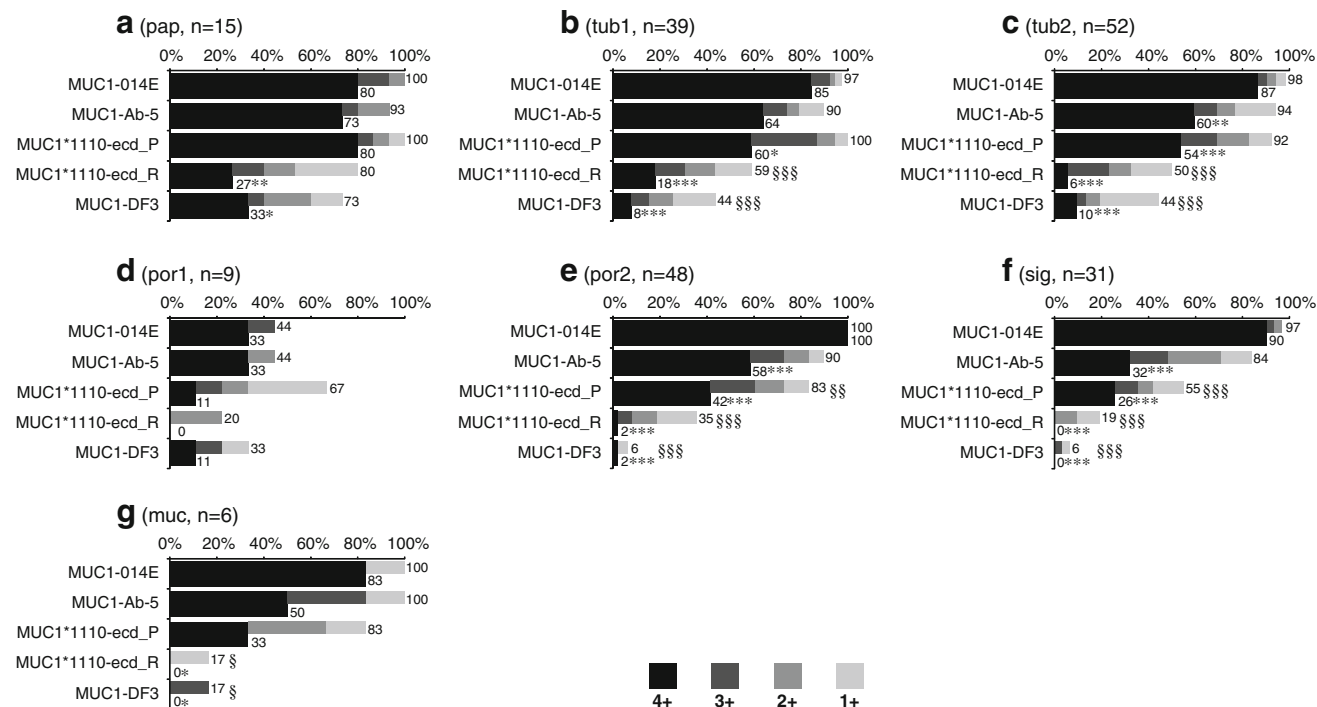 a (pap, n=15)
0% 20% 40% 60% 80% 100%
MUC1-014E 100
80
MUC1-Ab-5 93
73
MUC1*1110-ecd_P 100
80
MUC1*1110-ecd_R 80
27**
MUC1-DF3 73
33*
b (tub1, n=39)
0% 20% 40% 60% 80% 100%
MUC1-014E 97
85
MUC1-Ab-5 90
64
MUC1*1110-ecd_P 100
60*
MUC1*1110-ecd_R 59 §§§
18***
MUC1-DF3 44 §§§
8***
c (tub2, n=52)
0% 20% 40% 60% 80% 100%
MUC1-014E 98
87
MUC1-Ab-5 94
60**
MUC1*1110-ecd_P 92
54***
MUC1*1110-ecd_R 50 §§§
6***
MUC1-DF3 44 §§§
10***
d (por1, n=9)
0% 20% 40% 60% 80% 100%
MUC1-014E 44
33
MUC1-Ab-5 44
33
MUC1*1110-ecd_P 67
11
MUC1*1110-ecd_R 20
0
MUC1-DF3 33
11
e (por2, n=48)
0% 20% 40% 60% 80% 100%
MUC1-014E 100
100
MUC1-Ab-5 90
58***
MUC1*1110-ecd_P 83 §§
42***
MUC1*1110-ecd_R 35 §§§
2***
MUC1-DF3 6 §§§
2***
f (sig, n=31)
0% 20% 40% 60% 80% 100%
MUC1-014E 97
90
MUC1-Ab-5 84
32***
MUC1*1110-ecd_P 55 §§§
26***
MUC1*1110-ecd_R 19 §§§
0***
MUC1-DF3 6 §§§
0***
g (muc, n=6)
0% 20% 40% 60% 80% 100%
MUC1-014E 100
83
MUC1-Ab-5 100
50
MUC1*1110-ecd_P 83
33
MUC1*1110-ecd_R 17 §
0*
MUC1-DF3 17 §
0*
4+ 3+ 2+ 1+